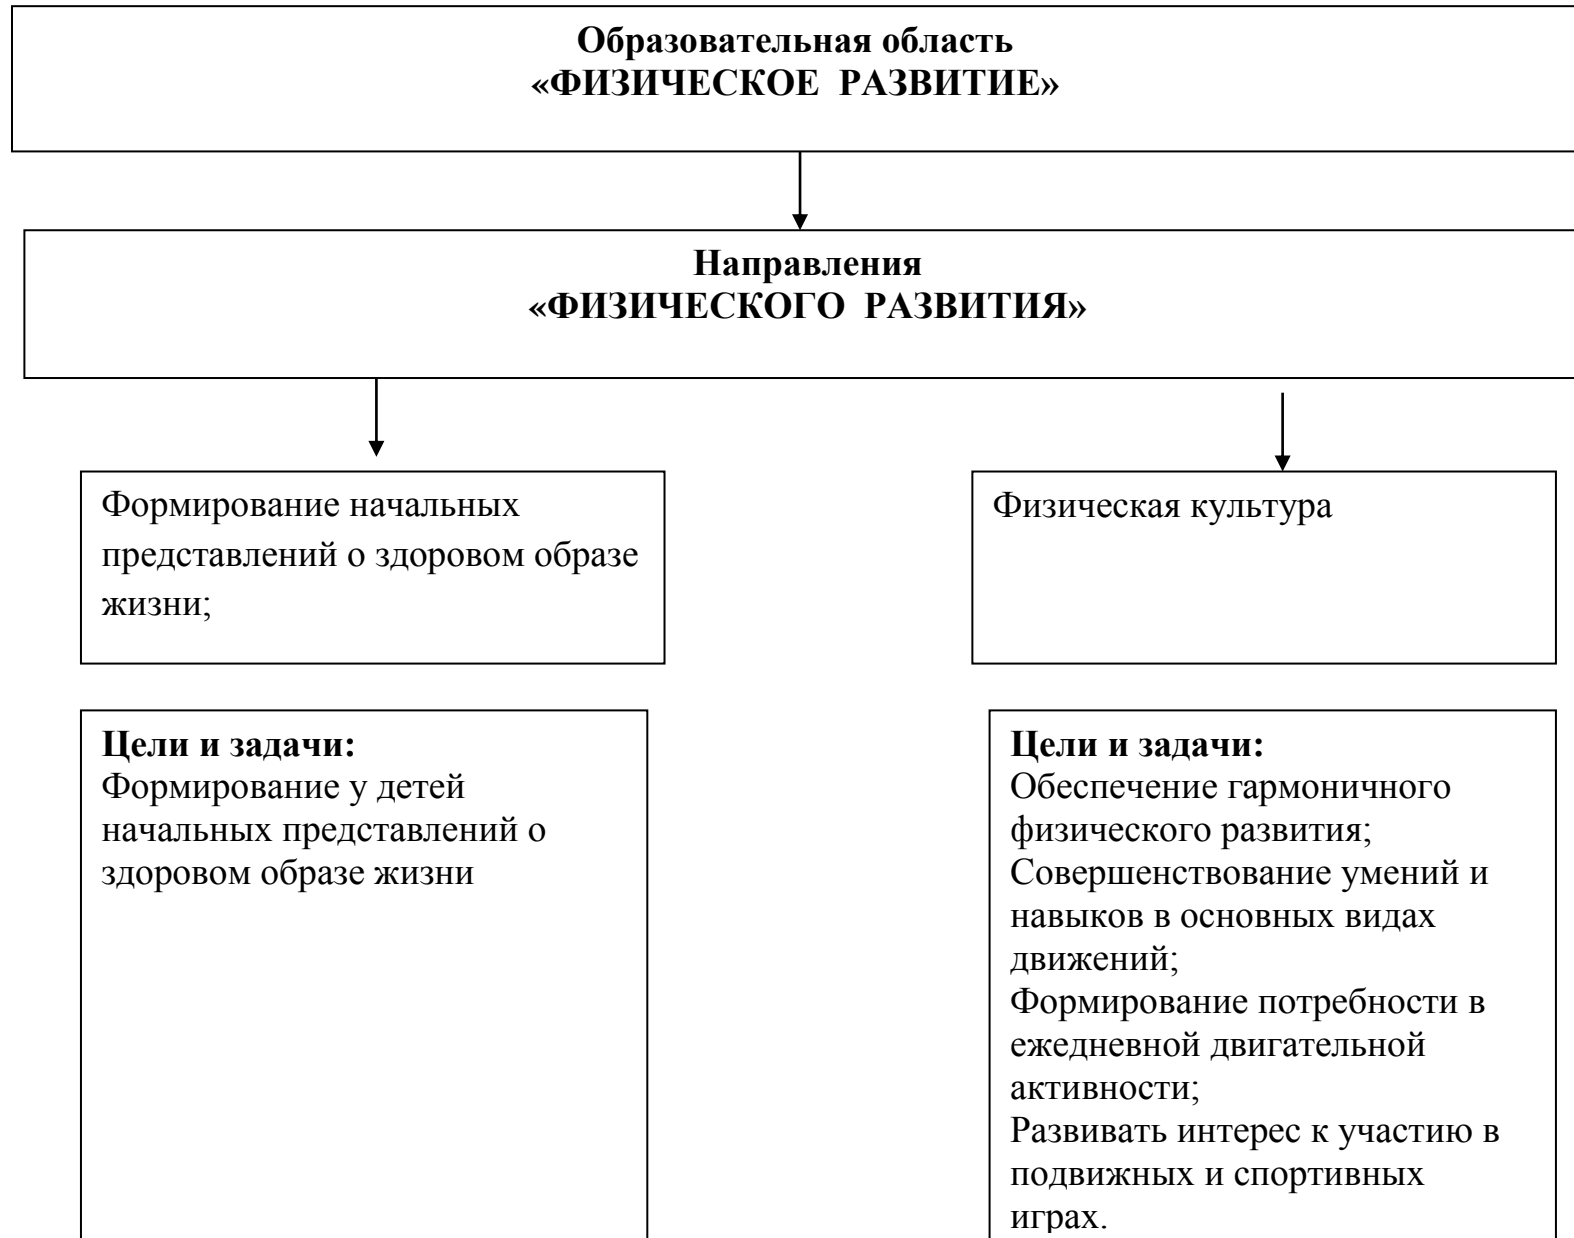 Образовательная область
«ФИЗИЧЕСКОЕ РАЗВИТИЕ»
Направления
«ФИЗИЧЕСКОГО РАЗВИТИЯ»
Формирование начальных
представлений о здоровом образе
жизни;
Физическая культура
Цели и задачи:
Формирование у детей
начальных представлений о
здоровом образе жизни
Цели и задачи:
Обеспечение гармоничного
физического развития;
Совершенствование умений и
навыков в основных видах
движений;
Формирование потребности в
ежедневной двигательной
активности;
Развивать интерес к участию в
подвижных и спортивных
играх.